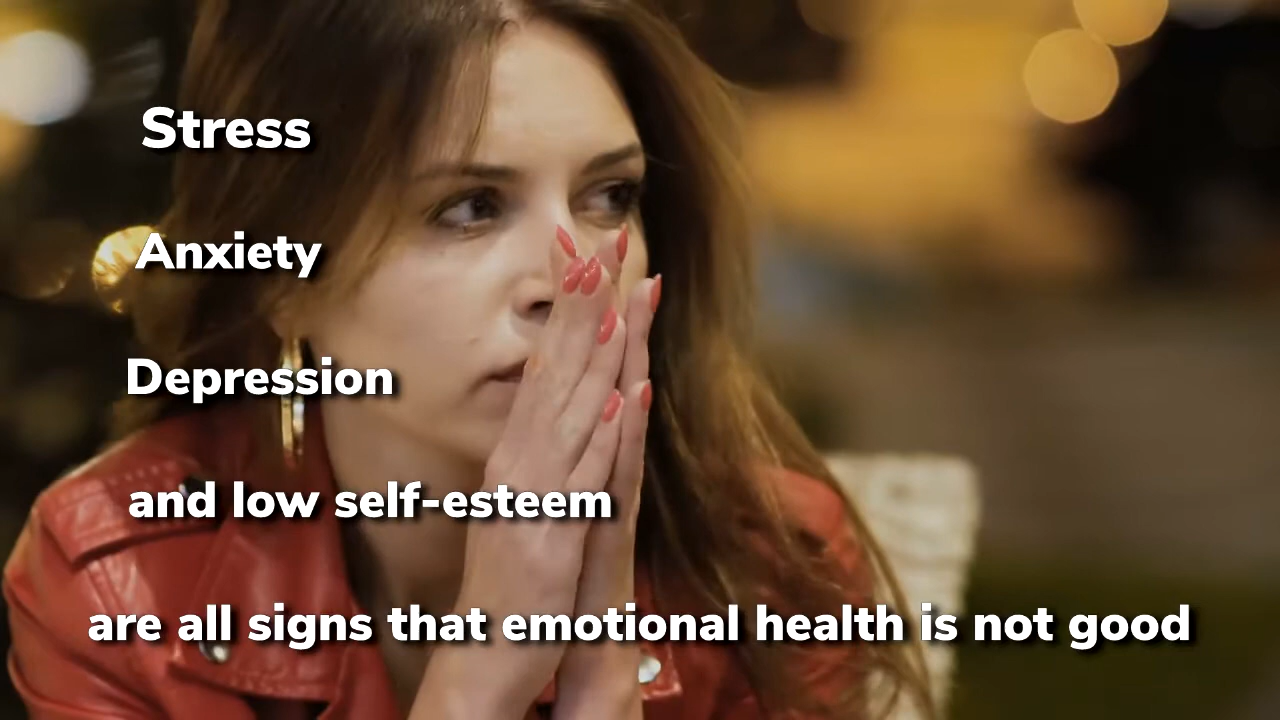 Stress
Anxiety
Depression
and low self-esteem
are all signs that emotional health is not good